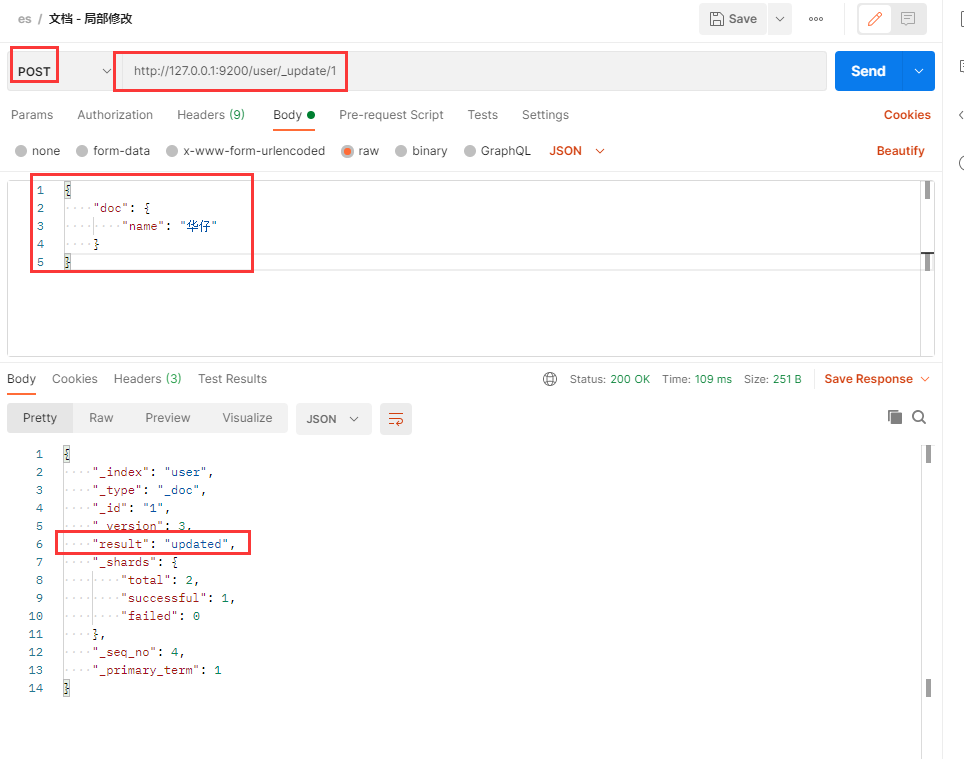 es / 文档 - 局部修改 Save
POST http://127.0.0.1:9200/user/_update/1 Send
Params Authorization Headers (9) Body Pre-request Script Tests Settings Cookies
none form-data x-www-form-urlencoded raw binary GraphQL JSON Beautify
1 {
2 "doc": {
3 "name": "华仔"
4 }
5 }
Body Cookies Headers (3) Test Results Status: 200 OK Time: 109 ms Size: 251 B Save Response
Pretty Raw Preview Visualize JSON
1 {
2 "_index": "user",
3 "_type": "_doc",
4 "_id": "1",
5 "_version": 3,
6 "result": "updated",
7 "_shards": {
8 "total": 2,
9 "successful": 1,
10 "failed": 0
11 },
12 "_seq_no": 4,
13 "_primary_term": 1
14 }